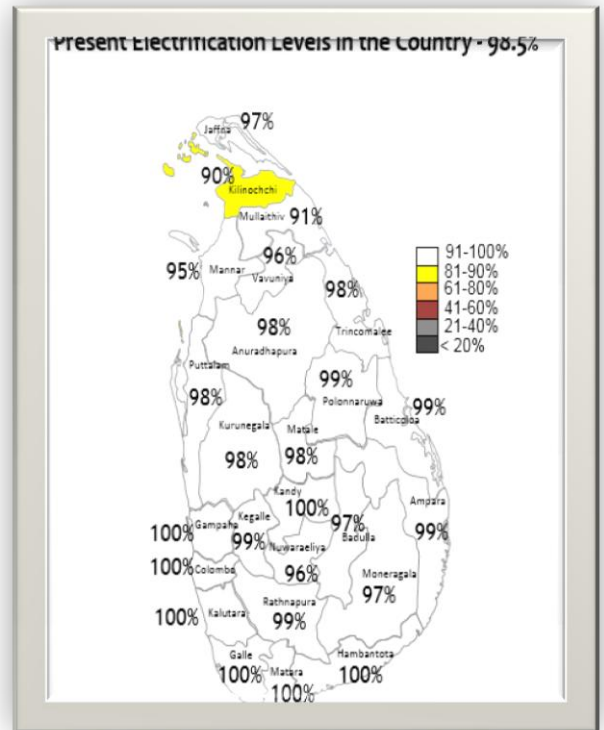 Present Electrification Levels in the Country - 98.5%
Jaffna
97%
90%
Kilinochchi
Mullaithiv
91%
96%
95%
Mannar
Vavuniya
98%
98%
Trincomalee
Anuradhapura
Puttalam
98%
99%
Polonnaruwa
99%
Batticoloa
Kurunegala
98%
Matale
98%
Kandy
100%
Ampara
99%
Gampaha
100%
Kegalle
99%
97%
Badulla
Nuwaraeliya
96%
100%
Colombo
Moneragala
97%
100%
Kalutara
Rathnapura
99%
Galle
100%
Matara
100%
Hambantota
100%
91-100%
81-90%
61-80%
41-60%
21-40%
< 20%